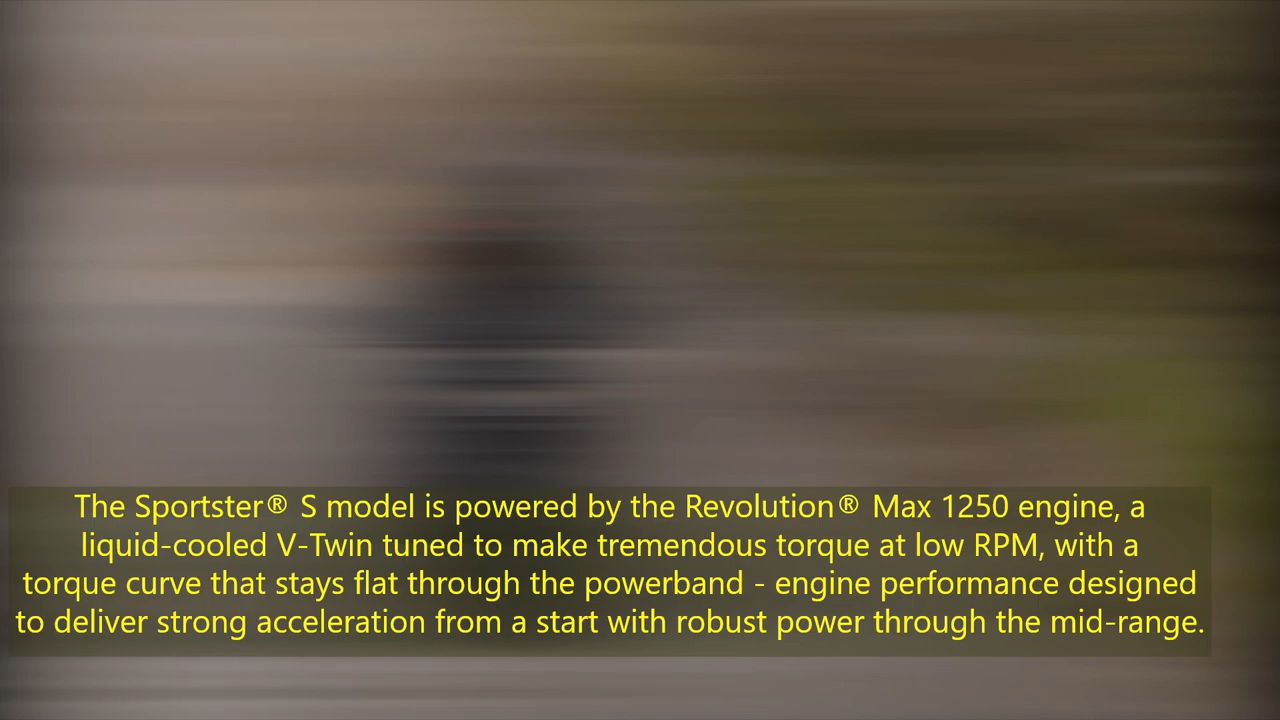 The Sportster® S model is powered by the Revolution® Max 1250 engine, a
liquid-cooled V-Twin tuned to make tremendous torque at low RPM, with a
torque curve that stays flat through the powerband - engine performance designed
to deliver strong acceleration from a start with robust power through the mid-range.